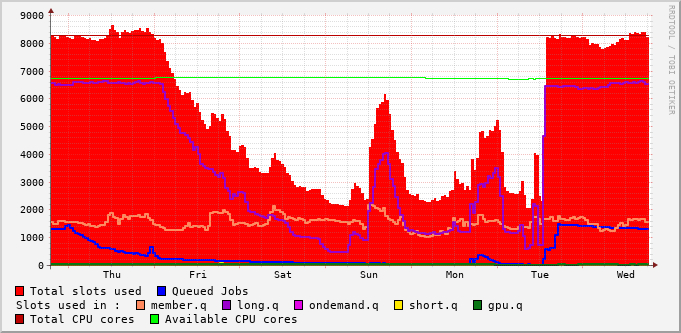 9000
8000
7000
6000
5000
4000
3000
2000
1000
0
Thu Fri Sat Sun Mon Tue Wed
RRDTOOL / TOBI OETIKER
Total slots used Queued Jobs
Slots used in : member.q long.q ondemand.q short.q gpu.q
Total CPU cores Available CPU cores